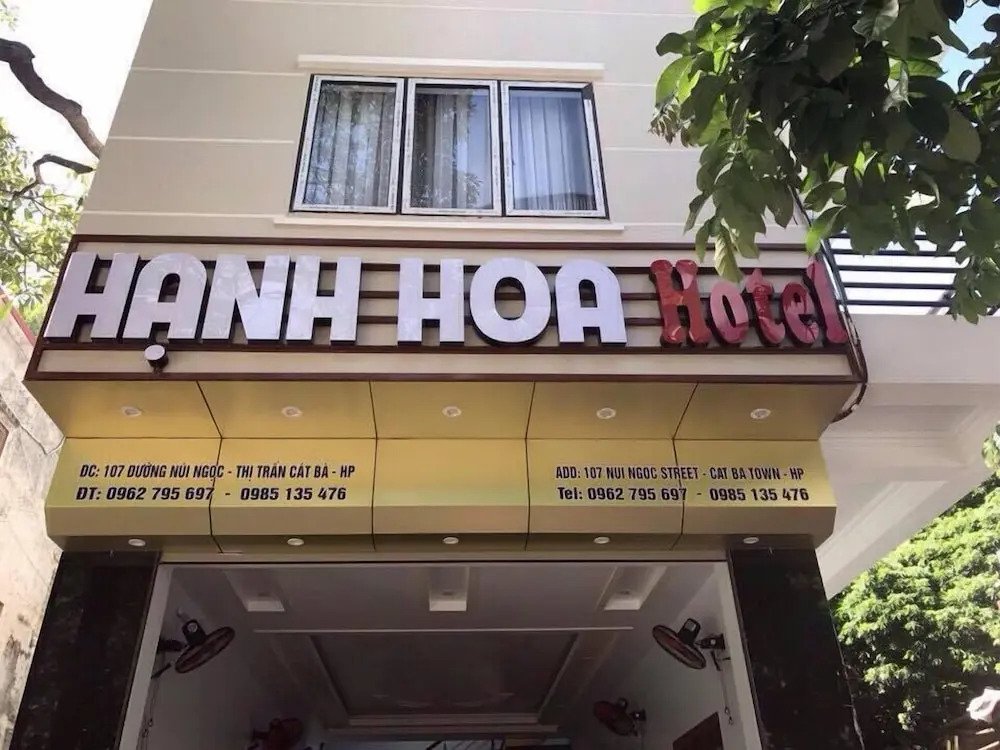 HẠNH HOA Hotel
ĐC: 107 ĐƯỜNG NÚI NGỌC - THỊ TRẤN CÁT BÀ - HP
ĐT: 0962 795 697 - 0985 135 476
ADD: 107 NUI NGOC STREET - CAT BA TOWN - HP
Tel: 0962 795 697 - 0985 135 476